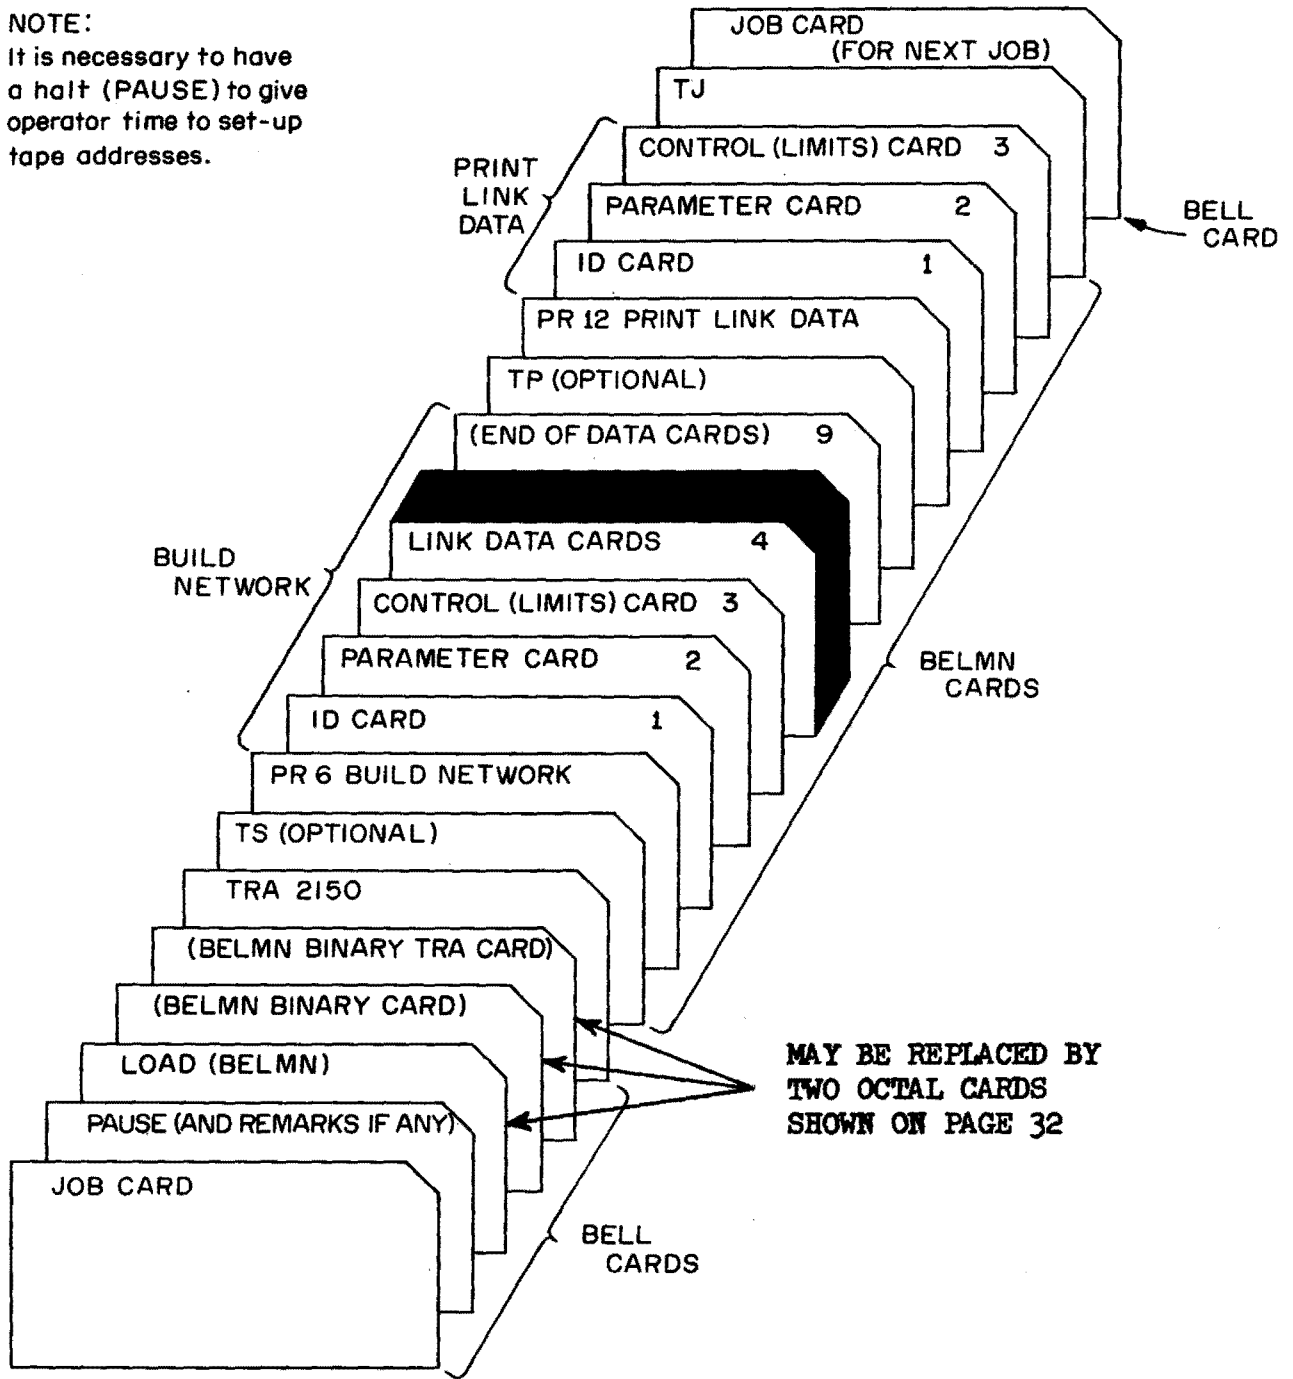 NOTE:
It is necessary to have
a halt (PAUSE) to give
operator time to set-up
tape addresses.
JOB CARD
(FOR NEXT JOB)
TJ
CONTROL (LIMITS) CARD 3
PRINT
LINK
DATA
PARAMETER CARD 2
BELL
CARD
ID CARD 1
PR 12 PRINT LINK DATA
TP (OPTIONAL)
(END OF DATA CARDS) 9
LINK DATA CARDS 4
BUILD
NETWORK
CONTROL (LIMITS) CARD 3
PARAMETER CARD 2
BELMN
CARDS
ID CARD 1
PR 6 BUILD NETWORK
TS (OPTIONAL)
TRA 2150
(BELMN BINARY TRA CARD)
(BELMN BINARY CARD)
LOAD (BELMN)
MAY BE REPLACED BY
TWO OCTAL CARDS
SHOWN ON PAGE 32
PAUSE (AND REMARKS IF ANY)
JOB CARD
BELL
CARDS